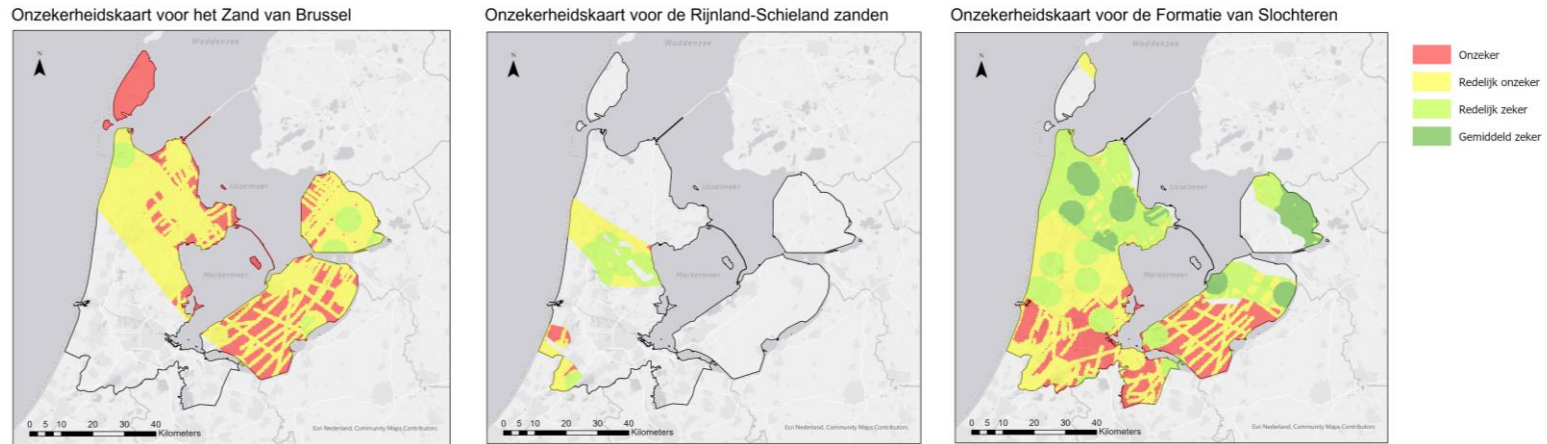 Onzekerheidskaart voor het Zand van Brussel
Waddenzee
N
IJsselmeer
Markermeer
0 5 10 20 30 40
Kilometers
Esri Nederland, Community Maps Contributors
Onzekerheidskaart voor de Rijnland-Schieland zanden
Waddenzee
N
IJsselmeer
Markermeer
0 5 10 20 30 40
Kilometers
Esri Nederland, Community Maps Contributors
Onzekerheidskaart voor de Formatie van Slochteren
Waddenzee
N
IJsselmeer
Markermeer
0 5 10 20 30 40
Kilometers
Esri Nederland, Community Maps Contributors
Onzeker
Redelijk onzeker
Redelijk zeker
Gemiddeld zeker